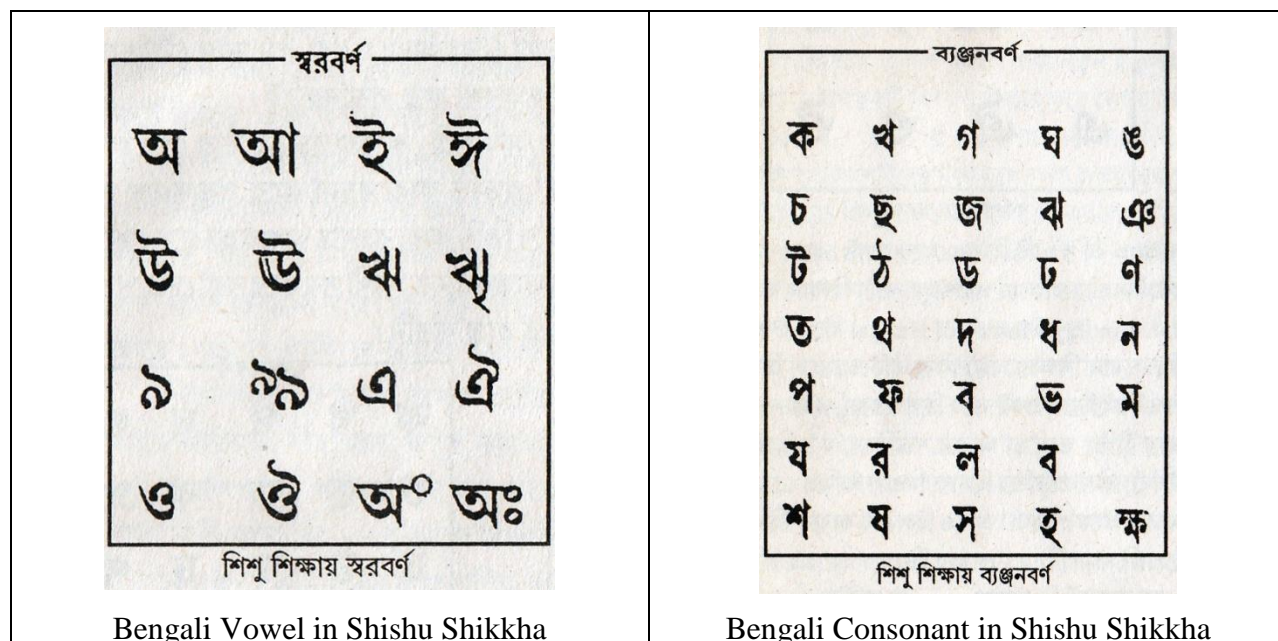 স্বরবর্ণ
অ আ ই ঈ
উ ঊ ঋ ৠ
ঌ ৡ এ ঐ
ও ঔ অং অঃ
শিশু শিক্ষায় স্বরবর্ণ
Bengali Vowel in Shishu Shikkha
ব্যঞ্জনবর্ণ
ক খ গ ঘ ঙ
চ ছ জ ঝ ঞ
ট ঠ ড ঢ ণ
ত থ দ ধ ন
প ফ ব ভ ম
য র ল ব
শ ষ স হ ক্ষ
শিশু শিক্ষায় ব্যঞ্জনবর্ণ
Bengali Consonant in Shishu Shikkha